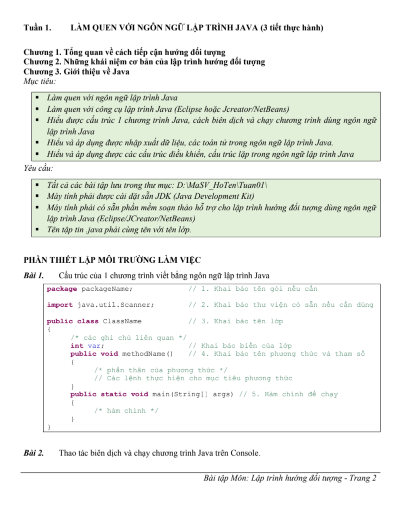 Tuần 1. LÀM QUEN VỚI NGÔN NGỮ LẬP TRÌNH JAVA (3 tiết thực hành)
Chương 1. Tổng quan về cách tiếp cận hướng đối tượng
Chương 2. Những khái niệm cơ bản của lập trình hướng đối tượng
Chương 3. Giới thiệu về Java
Mục tiêu:
▪ Làm quen với ngôn ngữ lập trình Java
▪ Làm quen với công cụ lập trình Java (Eclipse hoặc Jcreator/NetBeans)
▪ Hiểu được cấu trúc 1 chương trình Java, cách biên dịch và chạy chương trình dùng ngôn ngữ
lập trình Java
▪ Hiểu và áp dụng được nhập xuất dữ liệu, các toán tử trong ngôn ngữ lập trình Java.
▪ Hiểu và áp dụng được các cấu trúc điều khiển, cấu trúc lặp trong ngôn ngữ lập trình Java
Yêu cầu:
▪ Tất cả các bài tập lưu trong thư mục: D:\MaSV_HoTen\Tuan01\
▪ Máy tính phải được cài đặt sẵn JDK (Java Development Kit)
▪ Máy tính phải có sẵn phần mềm soạn thảo hỗ trợ cho lập trình hướng đối tượng dùng ngôn ngữ
lập trình Java (Eclipse/JCreator/NetBeans)
▪ Tên tập tin .java phải cùng tên với tên lớp.
PHẦN THIẾT LẬP MÔI TRƯỜNG LÀM VIỆC
Bài 1. Cấu trúc của 1 chương trình viết bằng ngôn ngữ lập trình Java
package packageName; // 1. Khai báo tên gói nếu cần
import java.util.Scanner; // 2. Khai báo thư viện có sẵn nếu cần dùng
public class ClassName // 3. Khai báo tên lớp
{
/* các ghi chú liên quan */
int var; // Khai báo biến của lớp
public void methodName() // 4. Khai báo tên phương thức và tham số
{
/* phần thân của phương thức */
// Các lệnh thực hiện cho mục tiêu phương thức
}
public static void main(String[] args) // 5. Hàm chính để chạy
{
/* hàm chính */
}
}
Bài 2. Thao tác biên dịch và chạy chương trình Java trên Console.
Bài tập Môn: Lập trình hướng đối tượng - Trang 2